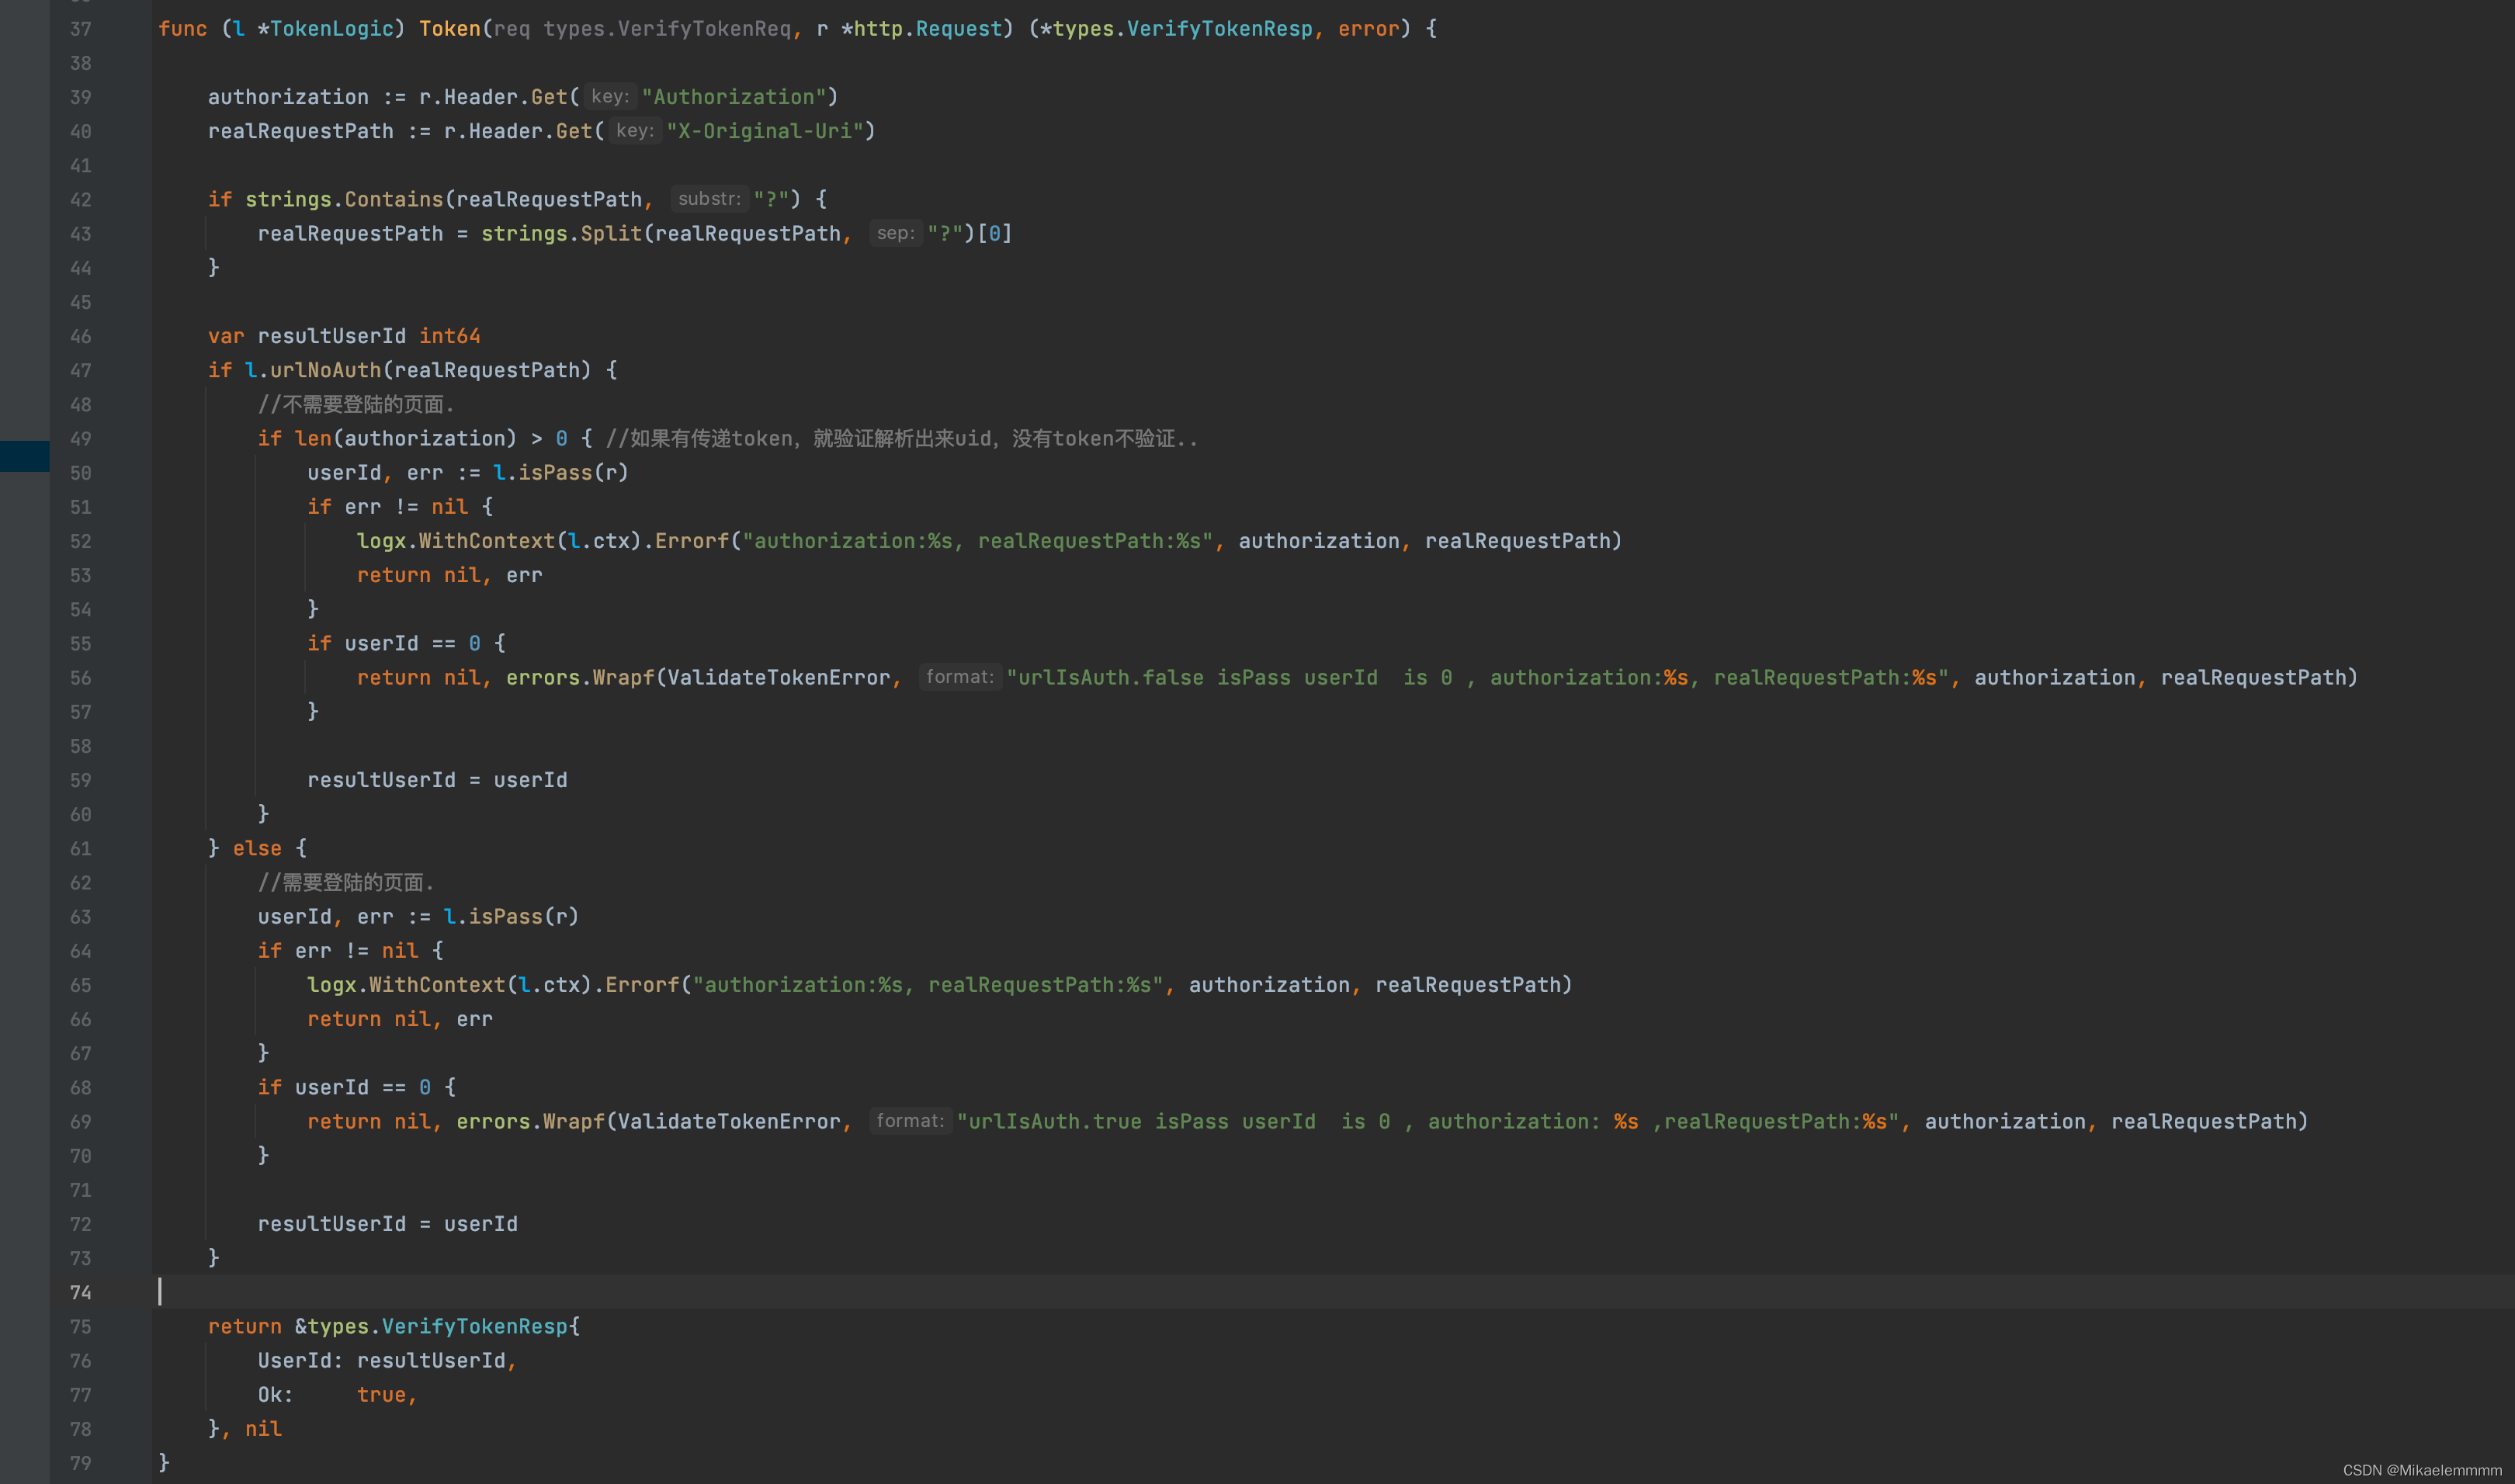 37 func (l *TokenLogic) Token(req types.VerifyTokenReq, r *http.Request) (*types.VerifyTokenResp, error) {
38
39 authorization := r.Header.Get( key: "Authorization")
40 realRequestPath := r.Header.Get( key: "X-Original-Uri")
41
42 if strings.Contains(realRequestPath, substr: "?") {
43 realRequestPath = strings.Split(realRequestPath, sep: "?")[0]
44 }
45
46 var resultUserId int64
47 if l.urlNoAuth(realRequestPath) {
48 //不需要登陆的页面.
49 if len(authorization) > 0 { //如果有传递token，就验证解析出来uid，没有token不验证..
50 userId, err := l.isPass(r)
51 if err != nil {
52 logx.WithContext(l.ctx).Errorf("authorization:%s, realRequestPath:%s", authorization, realRequestPath)
53 return nil, err
54 }
55 if userId == 0 {
56 return nil, errors.Wrapf(ValidateTokenError, format: "urlIsAuth.false isPass userId  is 0 , authorization:%s, realRequestPath:%s", authorization, realRequestPath)
57 }
58
59 resultUserId = userId
60 }
61 } else {
62 //需要登陆的页面.
63 userId, err := l.isPass(r)
64 if err != nil {
65 logx.WithContext(l.ctx).Errorf("authorization:%s, realRequestPath:%s", authorization, realRequestPath)
66 return nil, err
67 }
68 if userId == 0 {
69 return nil, errors.Wrapf(ValidateTokenError, format: "urlIsAuth.true isPass userId  is 0 , authorization: %s ,realRequestPath:%s", authorization, realRequestPath)
70 }
71
72 resultUserId = userId
73 }
74
75 return &types.VerifyTokenResp{
76 UserId: resultUserId,
77 Ok:     true,
78 }, nil
79 }
CSDN @Mikaelemmmm